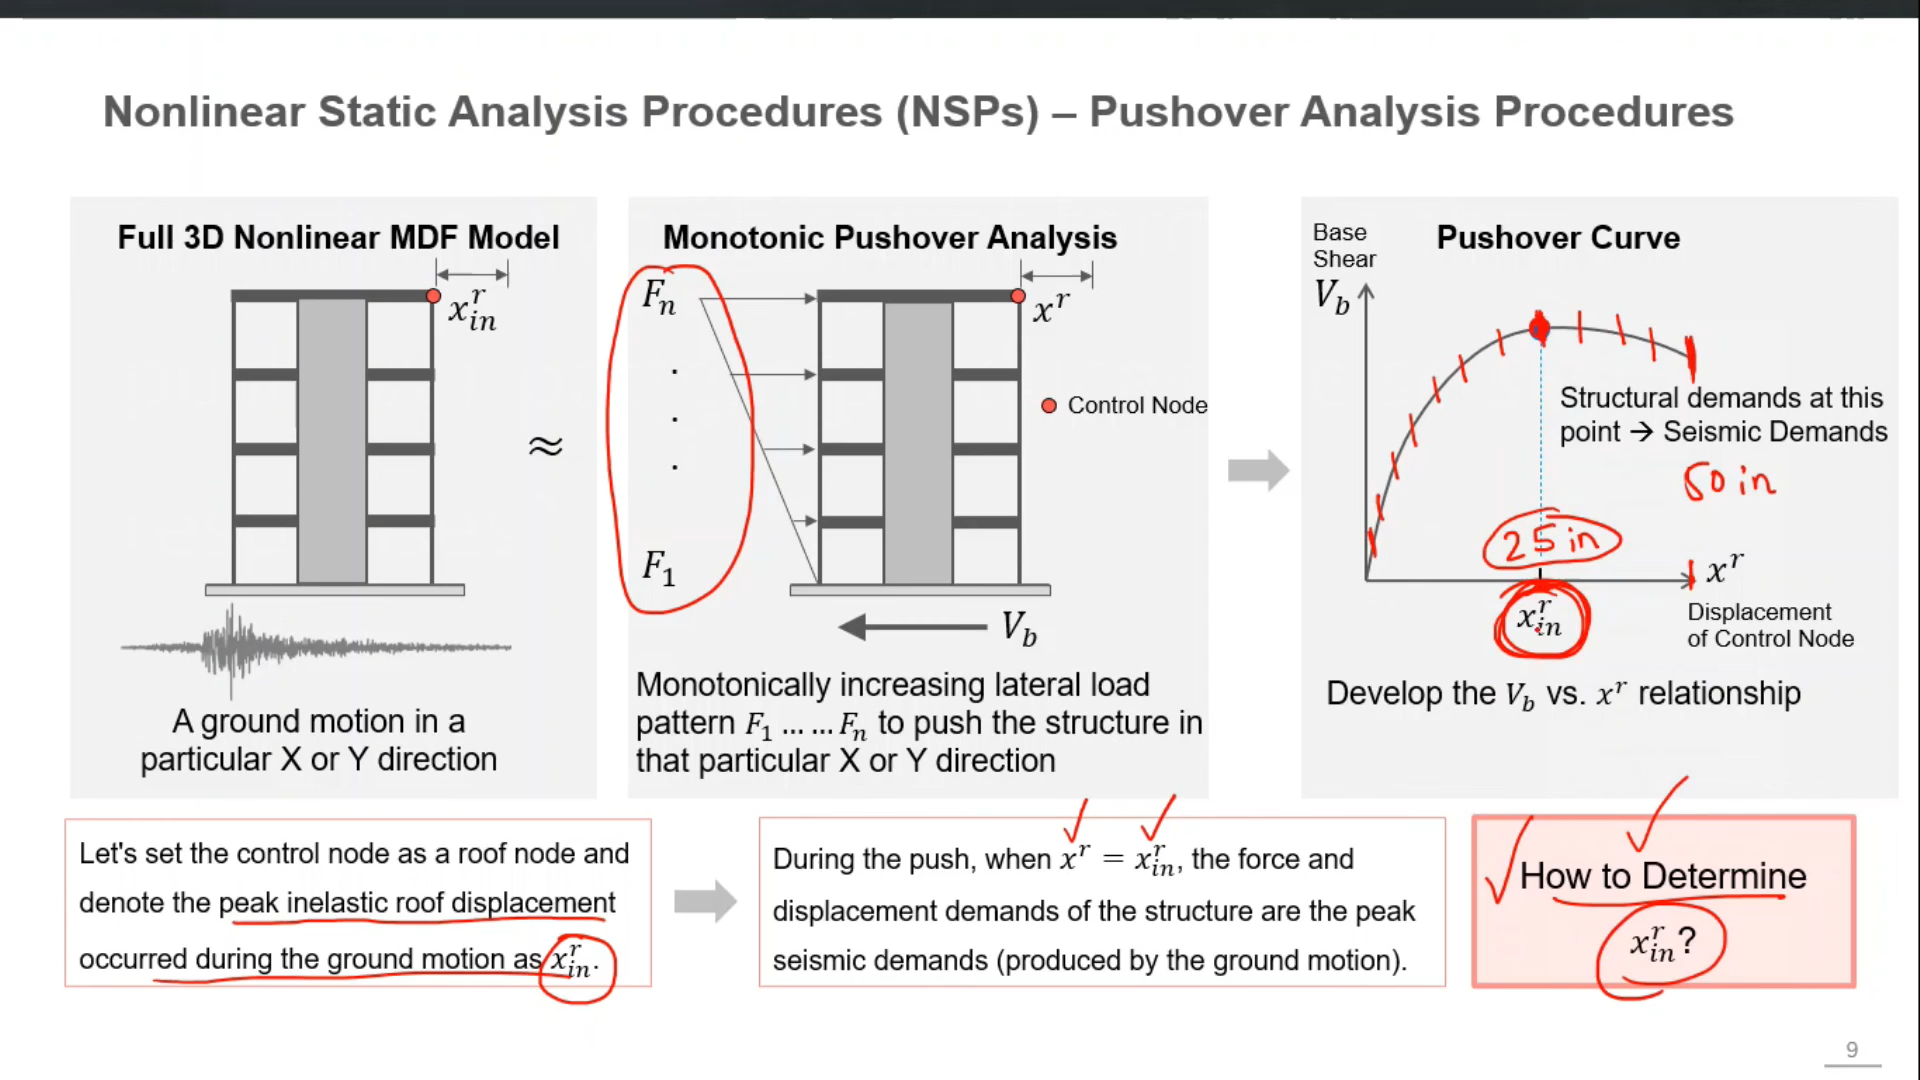 Nonlinear Static Analysis Procedures (NSPs) – Pushover Analysis Procedures
Full 3D Nonlinear MDF Model
x^r_in
A ground motion in a
particular X or Y direction
≈
Monotonic Pushover Analysis
F_n
.
.
.
F_1
x^r
Control Node
V_b
Monotonically increasing lateral load
pattern F_1 … … F_n to push the structure in
that particular X or Y direction
Pushover Curve
Base
Shear
V_b
Structural demands at this
point → Seismic Demands
50 in
25 in
x^r
x^r_in
Displacement
of Control Node
Develop the V_b vs. x^r relationship
Let's set the control node as a roof node and
denote the peak inelastic roof displacement
occurred during the ground motion as x^r_in.
During the push, when x^r = x^r_in, the force and
displacement demands of the structure are the peak
seismic demands (produced by the ground motion).
How to Determine
x^r_in?
9